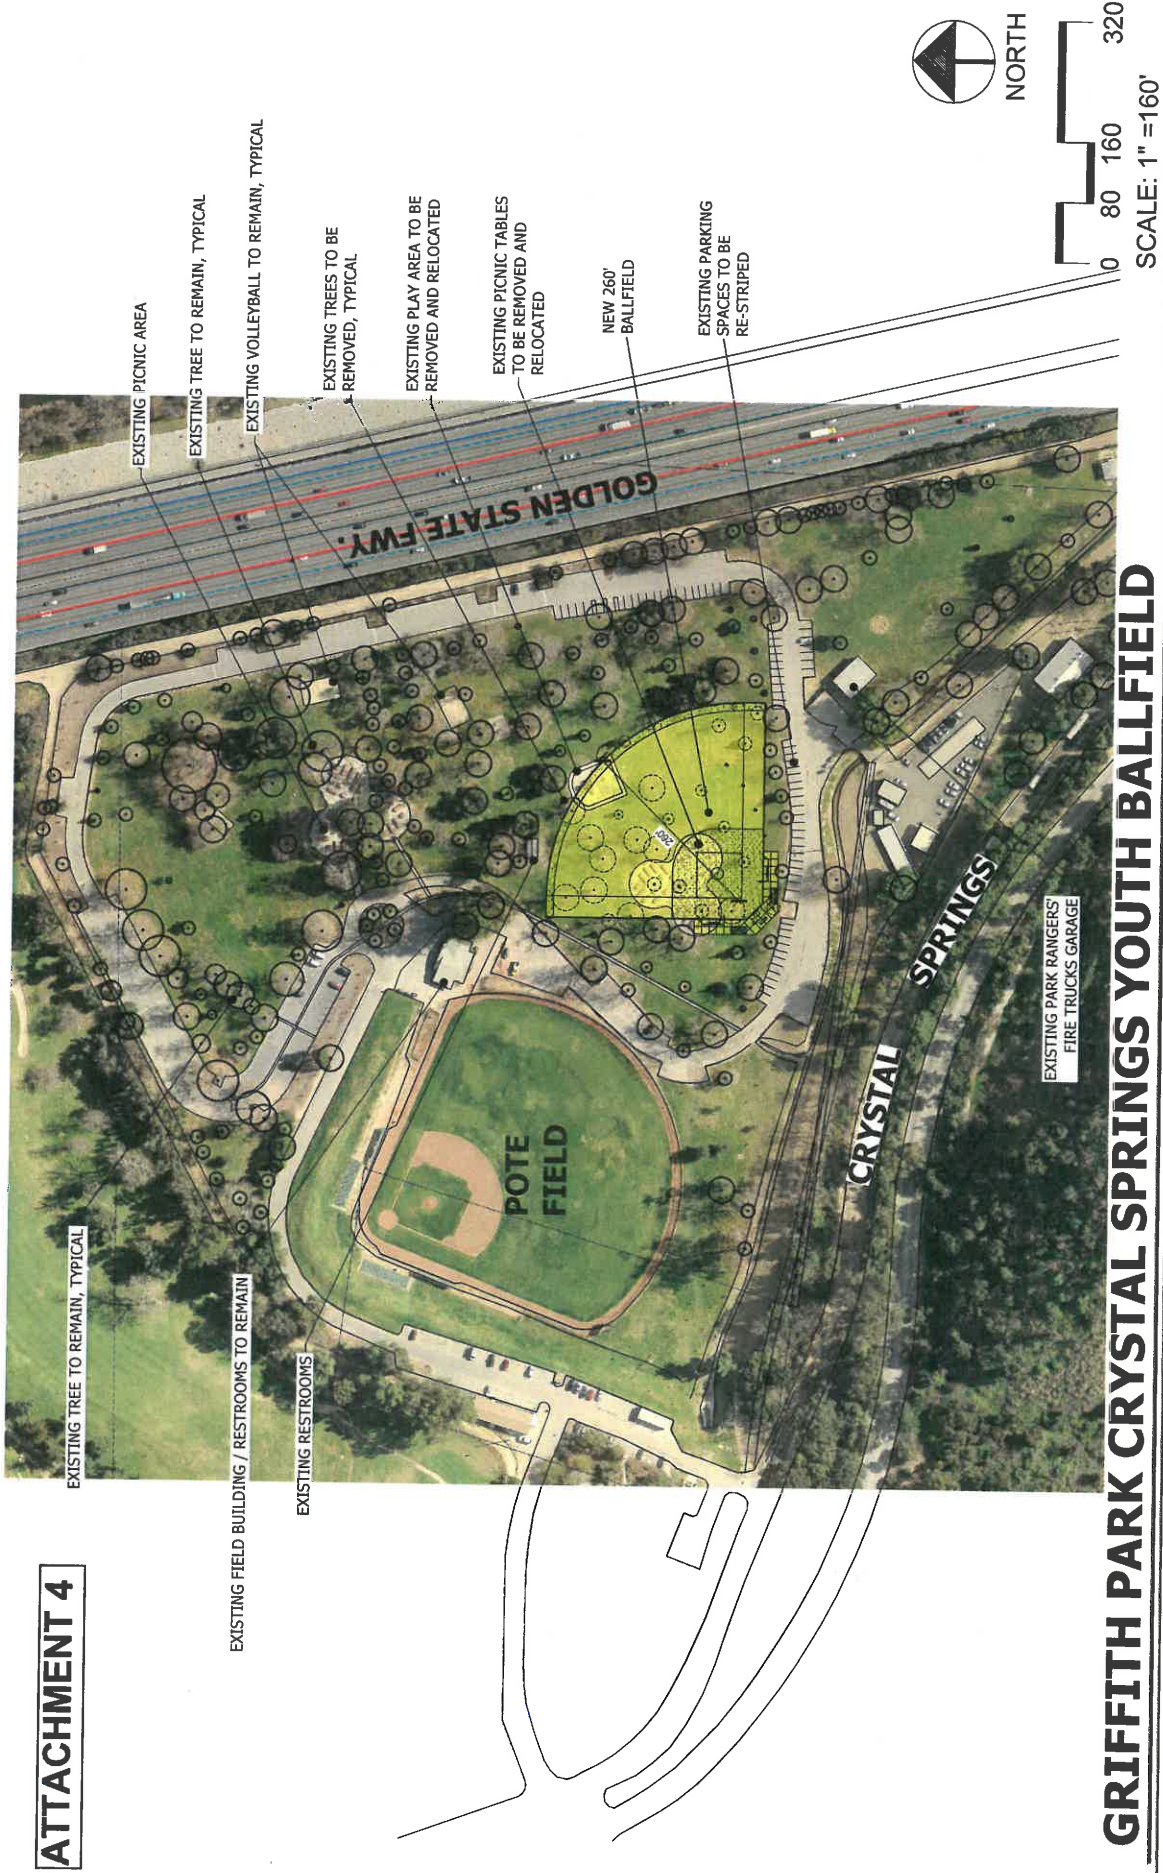 ATTACHMENT 4
EXISTING TREE TO REMAIN, TYPICAL
EXISTING FIELD BUILDING / RESTROOMS TO REMAIN
EXISTING RESTROOMS
EXISTING PICNIC AREA
EXISTING TREE TO REMAIN, TYPICAL
EXISTING VOLLEYBALL TO REMAIN, TYPICAL
EXISTING TREES TO BE
REMOVED, TYPICAL
EXISTING PLAY AREA TO BE
REMOVED AND RELOCATED
EXISTING PICNIC TABLES
TO BE REMOVED AND
RELOCATED
NEW 260'
BALLFIELD
EXISTING PARKING
SPACES TO BE
RE-STRIPED
GOLDEN STATE FWY.
260'
POTE
FIELD
CRYSTAL
SPRINGS
EXISTING PARK RANGERS'
FIRE TRUCKS GARAGE
NORTH
0 80 160 320
SCALE: 1" =160'
GRIFFITH PARK CRYSTAL SPRINGS YOUTH BALLFIELD